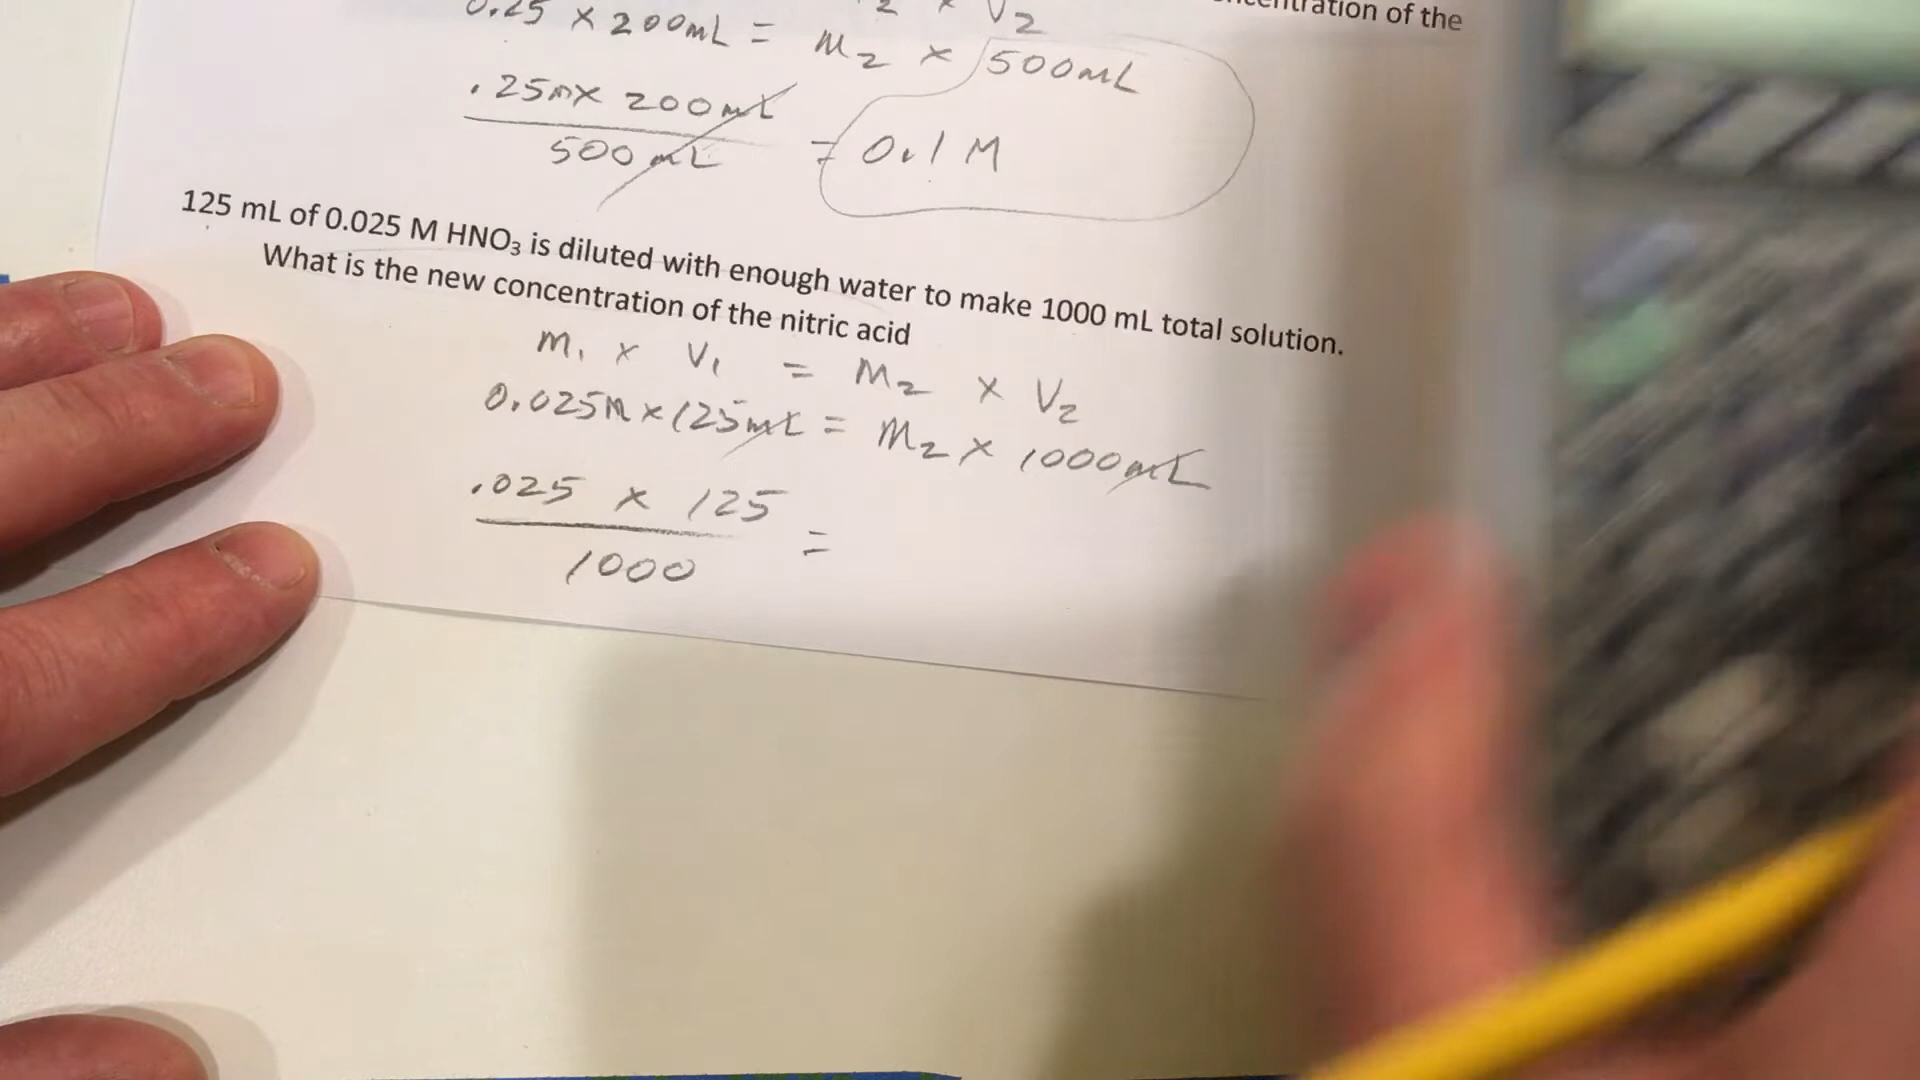 concentration of the
0.25 x 200mL = M2 x V2
M2 x 500mL
.25M x 200mL
500mL
= 0.1 M
125 mL of 0.025 M HNO₃ is diluted with enough water to make 1000 mL total solution.
What is the new concentration of the nitric acid
M₁ x V₁ = M₂ x V₂
0.025M x 125mL = M₂ x 1000mL
.025 x 125
1000
=